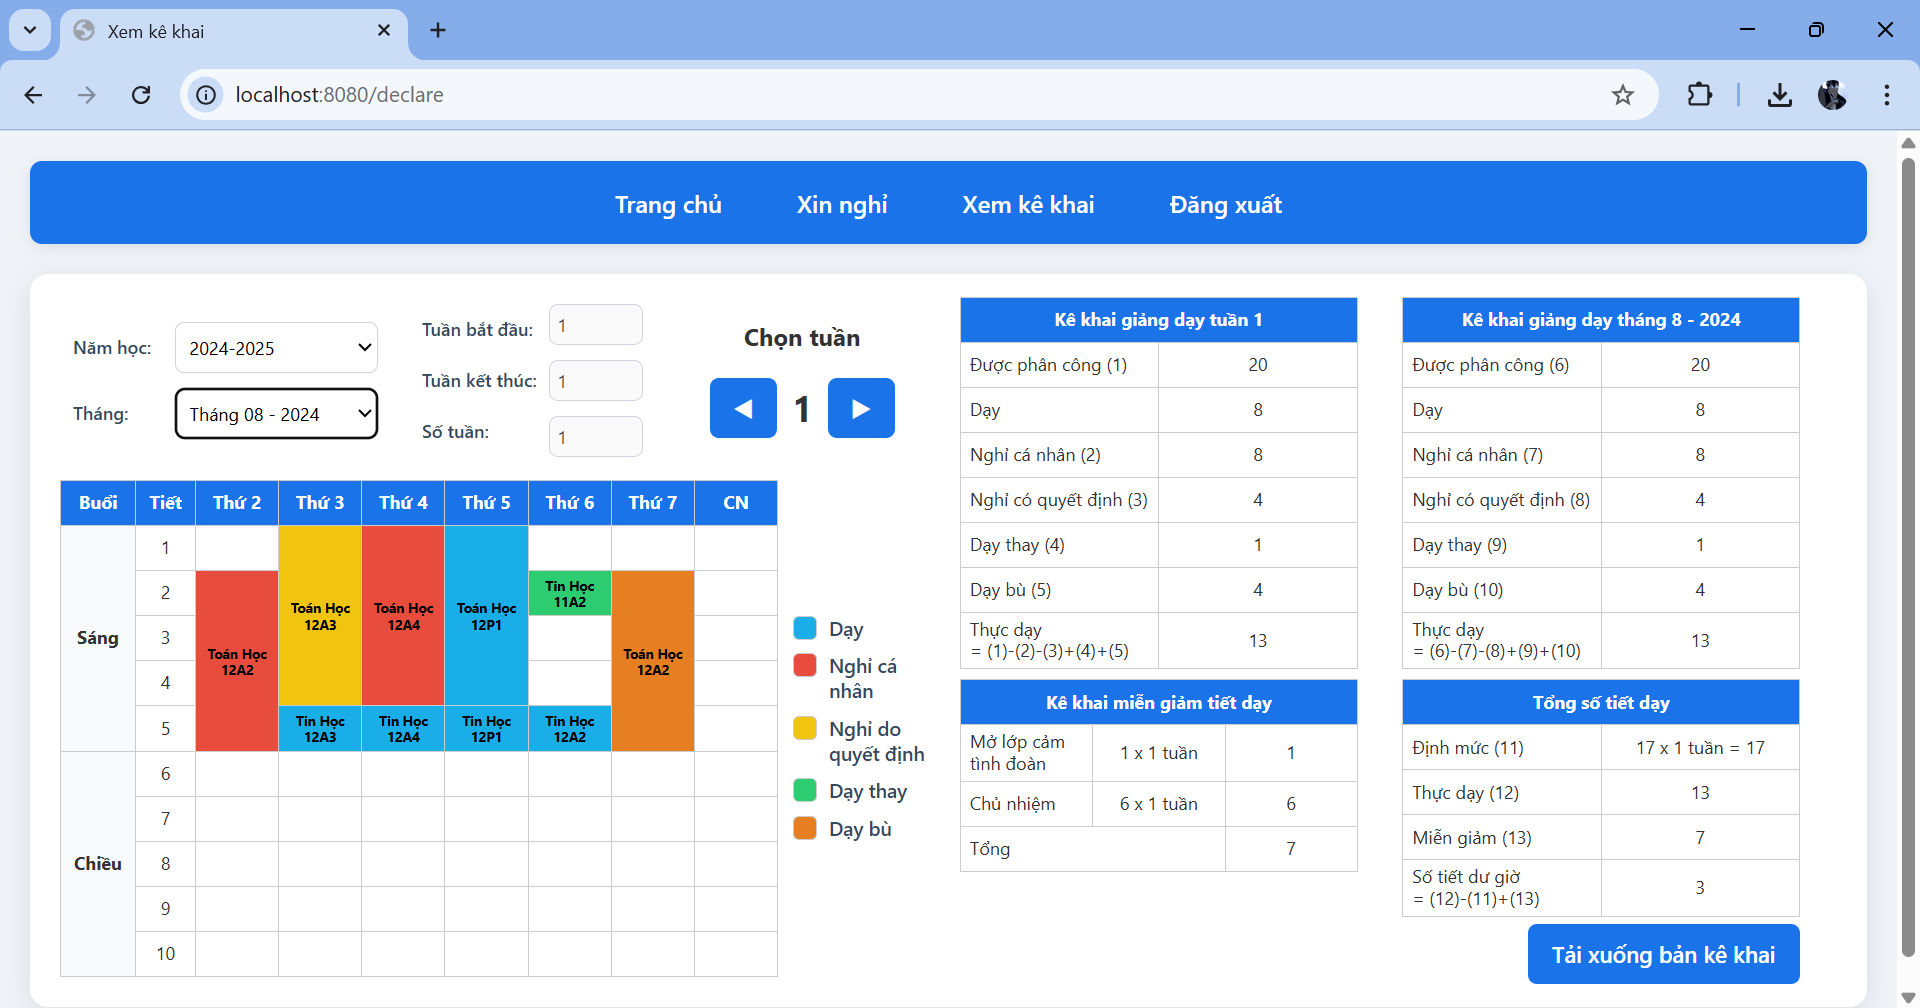 Xem kê khai
localhost:8080/declare
Trang chủ
Xin nghỉ
Xem kê khai
Đăng xuất
Năm học:
2024-2025
Tháng:
Tháng 08 - 2024
Tuần bắt đầu:
1
Tuần kết thúc:
1
Số tuần:
1
Chọn tuần
◀ 1 ▶
Buổi Tiết Thứ 2 Thứ 3 Thứ 4 Thứ 5 Thứ 6 Thứ 7 CN
Sáng
1
2
3
4
5
Toán Học
12A2
Toán Học
12A3
Toán Học
12A4
Toán Học
12P1
Tin Học
11A2
Toán Học
12A2
Tin Học
12A3
Tin Học
12A4
Tin Học
12P1
Tin Học
12A2
Chiều
6
7
8
9
10
Dạy
Nghỉ cá
nhân
Nghỉ do
quyết định
Dạy thay
Dạy bù
Kê khai giảng dạy tuần 1
Được phân công (1) 20
Dạy 8
Nghỉ cá nhân (2) 8
Nghỉ có quyết định (3) 4
Dạy thay (4) 1
Dạy bù (5) 4
Thực dạy
= (1)-(2)-(3)+(4)+(5) 13
Kê khai miễn giảm tiết dạy
Mở lớp cảm
tình đoàn 1 x 1 tuần 1
Chủ nhiệm 6 x 1 tuần 6
Tổng 7
Kê khai giảng dạy tháng 8 - 2024
Được phân công (6) 20
Dạy 8
Nghỉ cá nhân (7) 8
Nghỉ có quyết định (8) 4
Dạy thay (9) 1
Dạy bù (10) 4
Thực dạy
= (6)-(7)-(8)+(9)+(10) 13
Tổng số tiết dạy
Định mức (11) 17 x 1 tuần = 17
Thực dạy (12) 13
Miễn giảm (13) 7
Số tiết dư giờ
= (12)-(11)+(13) 3
Tải xuống bản kê khai